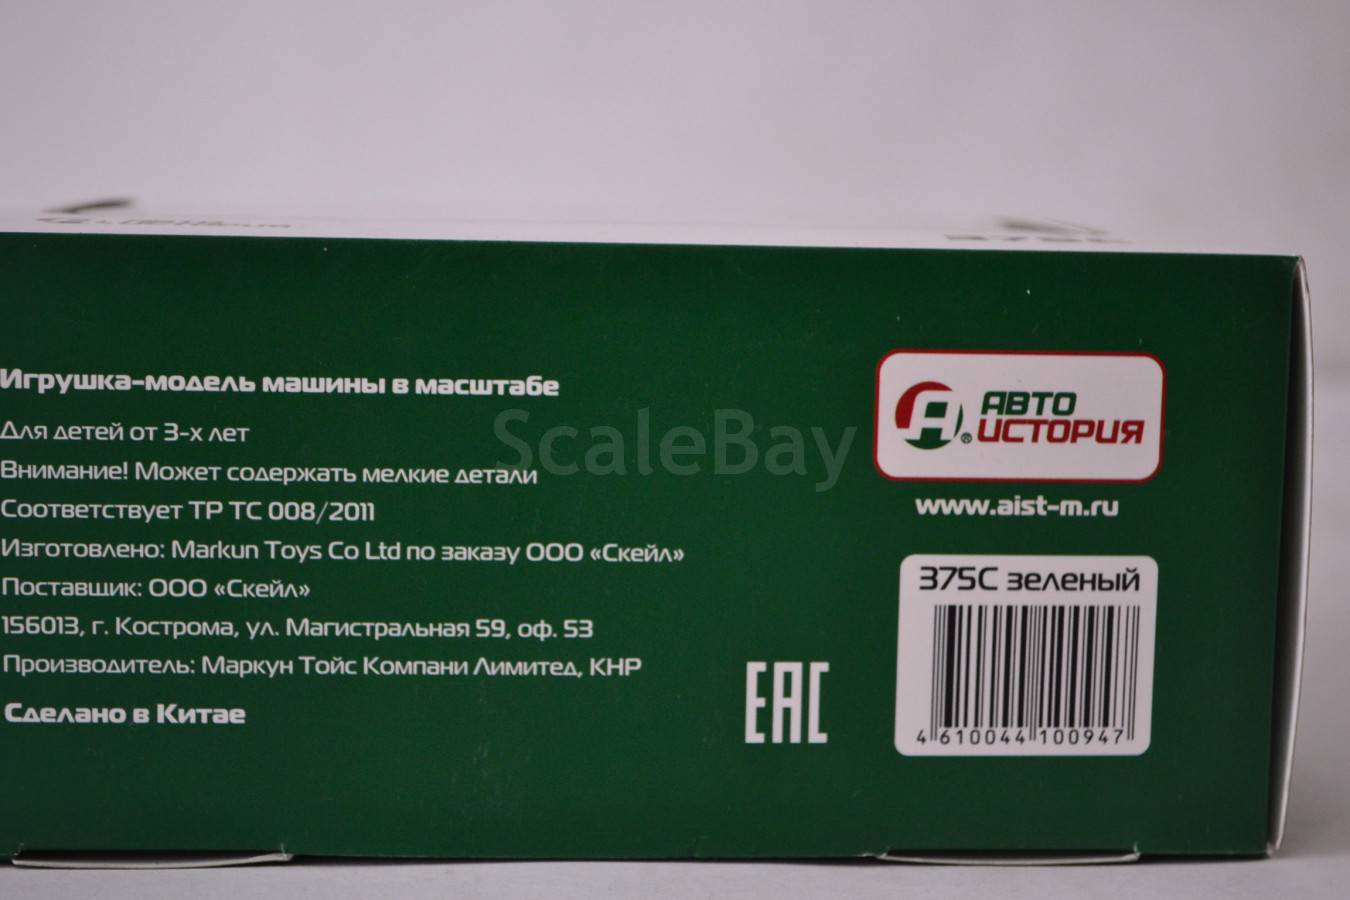 Игрушка-модель машины в масштабе
Для детей от 3-х лет
Внимание! Может содержать мелкие детали
Соответствует ТР ТС 008/2011
Изготовлено: Markun Toys Co Ltd по заказу ООО «Скейл»
Поставщик: ООО «Скейл»
156013, г. Кострома, ул. Магистральная 59, оф. 53
Производитель: Маркун Тойс Компани Лимитед, КНР
Сделано в Китае
ScaleBay
EAC
А® АВТО
ИСТОРИЯ
www.aist-m.ru
375С зеленый
4 610044 100947